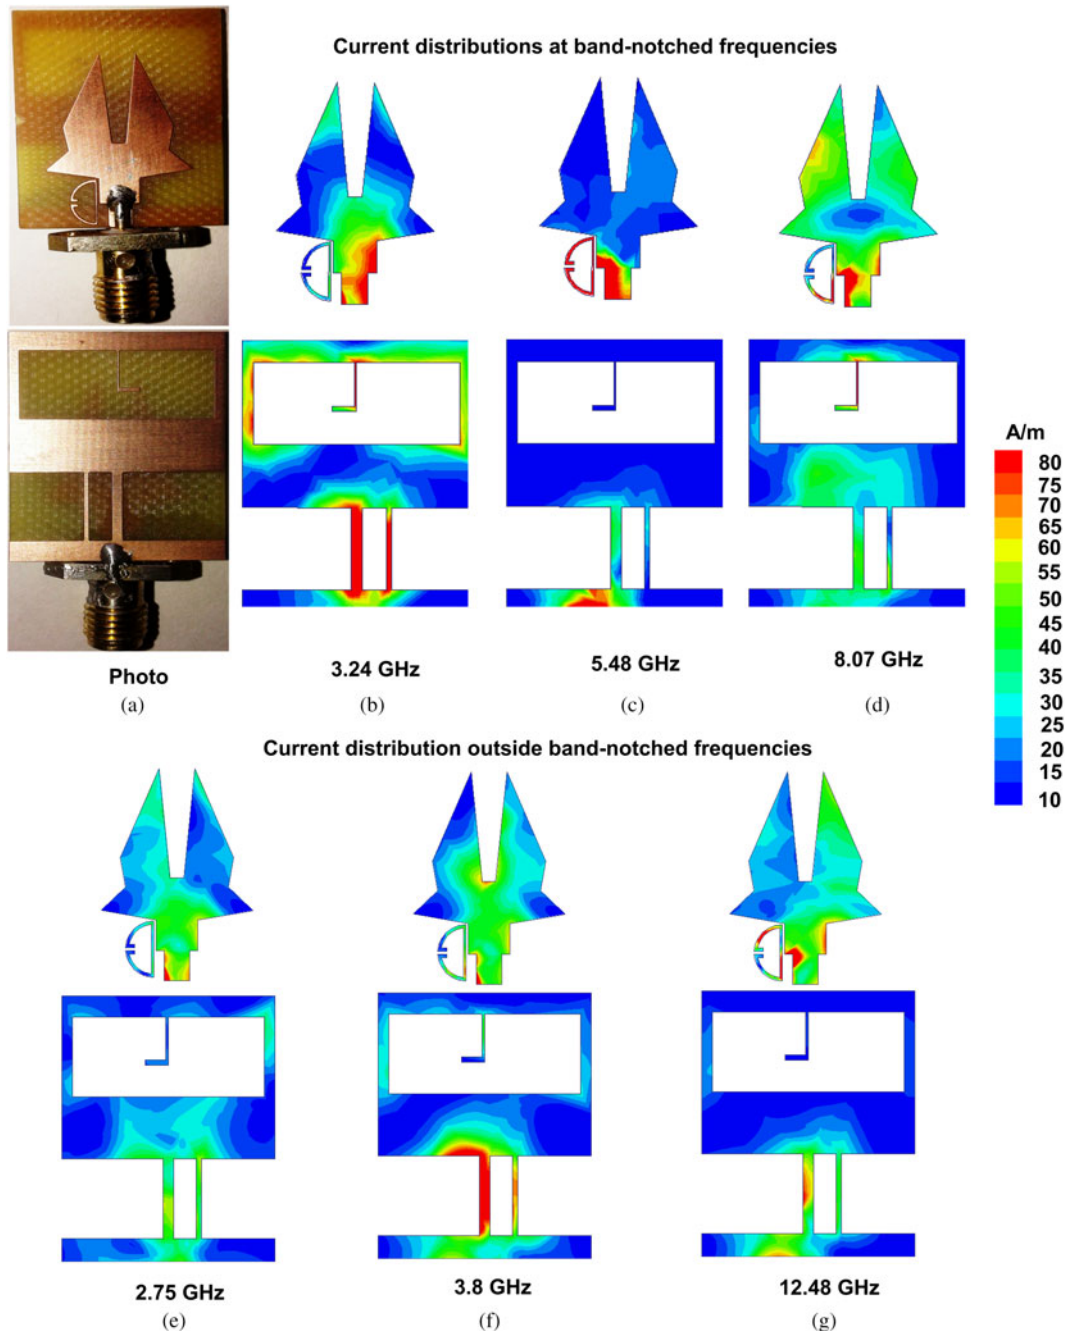 Current distributions at band-notched frequencies
A/m
80
75
70
65
60
55
50
45
40
35
30
25
20
15
10
Photo
3.24 GHz
5.48 GHz
8.07 GHz
(a)
(b)
(c)
(d)
Current distribution outside band-notched frequencies
2.75 GHz
3.8 GHz
12.48 GHz
(e)
(f)
(g)